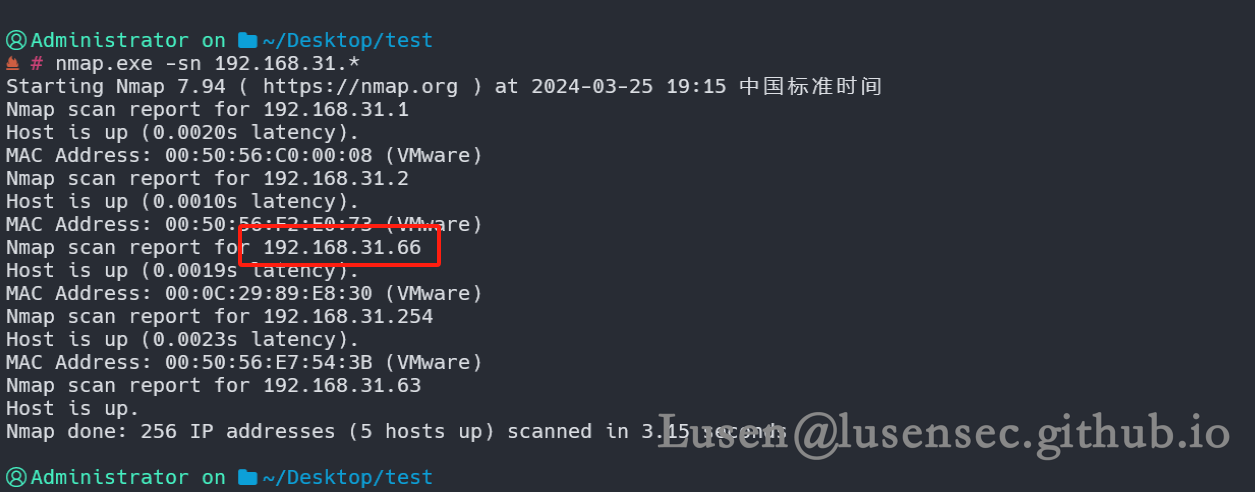 Administrator on ~/Desktop/test
# nmap.exe -sn 192.168.31.*
Starting Nmap 7.94 ( https://nmap.org ) at 2024-03-25 19:15 中国标准时间
Nmap scan report for 192.168.31.1
Host is up (0.0020s latency).
MAC Address: 00:50:56:C0:00:08 (VMware)
Nmap scan report for 192.168.31.2
Host is up (0.0010s latency).
MAC Address: 00:50:56:F2:E0:73 (VMware)
Nmap scan report for 192.168.31.66
Host is up (0.0019s latency).
MAC Address: 00:0C:29:89:E8:30 (VMware)
Nmap scan report for 192.168.31.254
Host is up (0.0023s latency).
MAC Address: 00:50:56:E7:54:3B (VMware)
Nmap scan report for 192.168.31.63
Host is up.
Nmap done: 256 IP addresses (5 hosts up) scanned in 3.15 seconds
Lusen@lusensec.github.io
Administrator on ~/Desktop/test